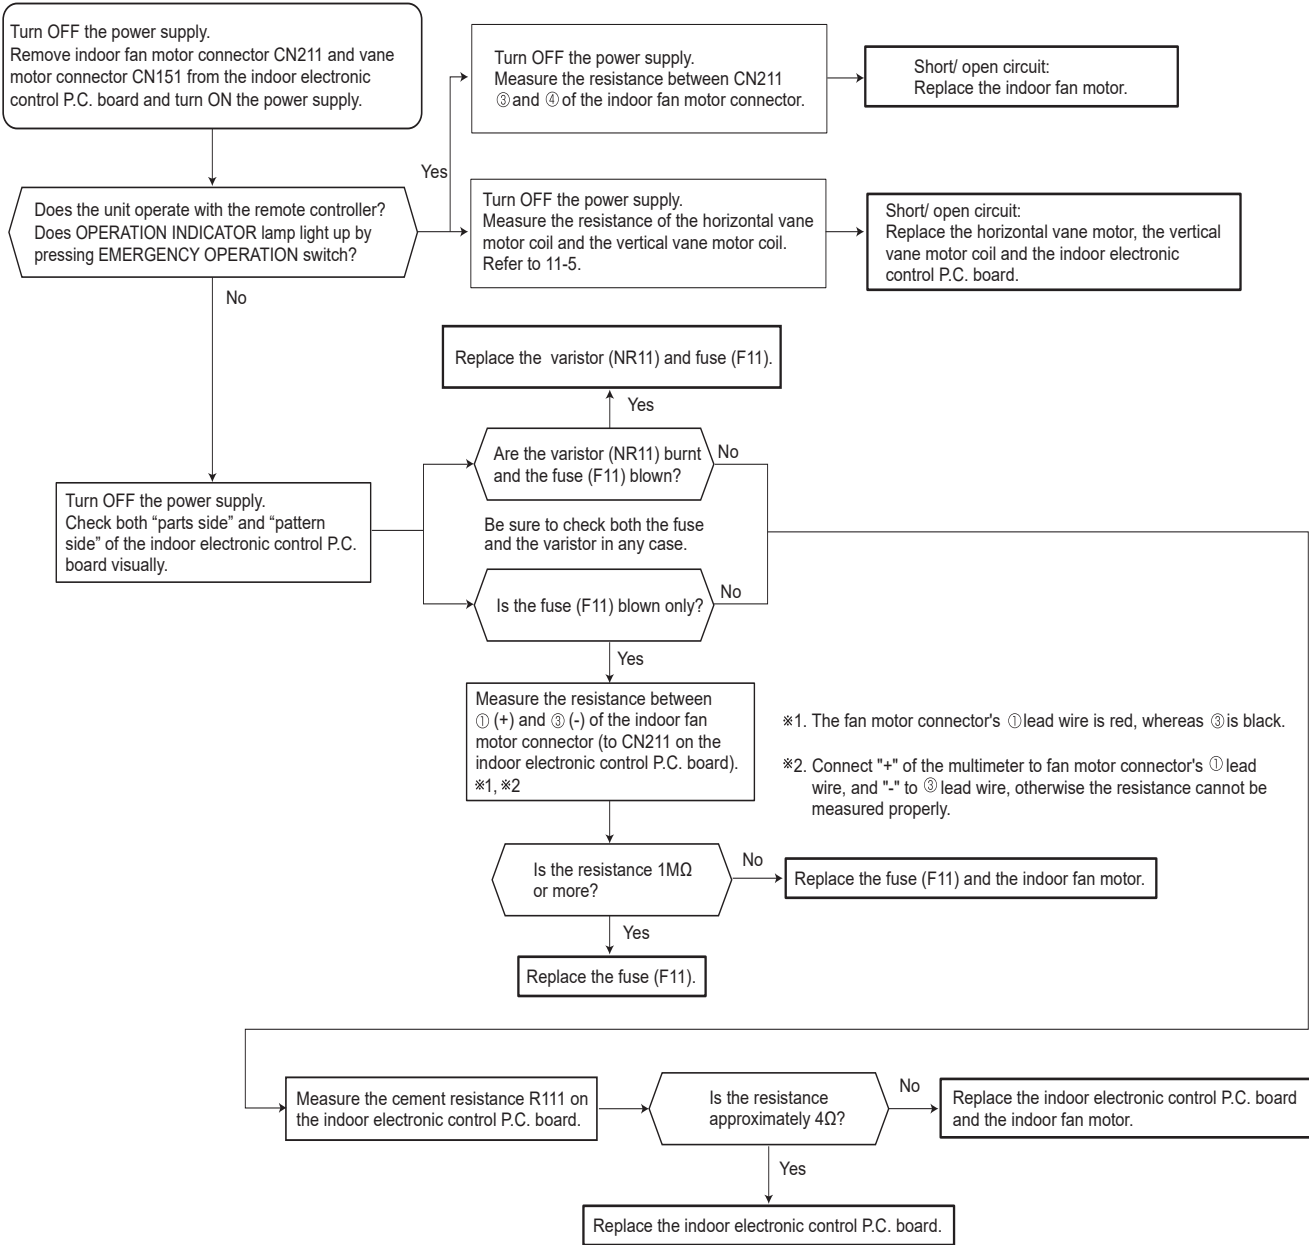 Turn OFF the power supply.
Remove indoor fan motor connector CN211 and vane
motor connector CN151 from the indoor electronic
control P.C. board and turn ON the power supply.
Turn OFF the power supply.
Measure the resistance between CN211
③ and ④ of the indoor fan motor connector.
Short/ open circuit:
Replace the indoor fan motor.
Yes
Does the unit operate with the remote controller?
Does OPERATION INDICATOR lamp light up by
pressing EMERGENCY OPERATION switch?
Turn OFF the power supply.
Measure the resistance of the horizontal vane
motor coil and the vertical vane motor coil.
Refer to 11-5.
Short/ open circuit:
Replace the horizontal vane motor, the vertical
vane motor coil and the indoor electronic
control P.C. board.
No
Replace the varistor (NR11) and fuse (F11).
Yes
Are the varistor (NR11) burnt
and the fuse (F11) blown?
No
Turn OFF the power supply.
Check both “parts side” and “pattern
side” of the indoor electronic control P.C.
board visually.
Be sure to check both the fuse
and the varistor in any case.
Is the fuse (F11) blown only?
No
Yes
Measure the resistance between
① (+) and ③ (-) of the indoor fan
motor connector (to CN211 on the
indoor electronic control P.C. board).
※1, ※2
※1. The fan motor connector's ① lead wire is red, whereas ③ is black.
※2. Connect "+" of the multimeter to fan motor connector's ① lead
wire, and "-" to ③ lead wire, otherwise the resistance cannot be
measured properly.
Is the resistance 1MΩ
or more?
No
Replace the fuse (F11) and the indoor fan motor.
Yes
Replace the fuse (F11).
Measure the cement resistance R111 on
the indoor electronic control P.C. board.
Is the resistance
approximately 4Ω?
No
Replace the indoor electronic control P.C. board
and the indoor fan motor.
Yes
Replace the indoor electronic control P.C. board.